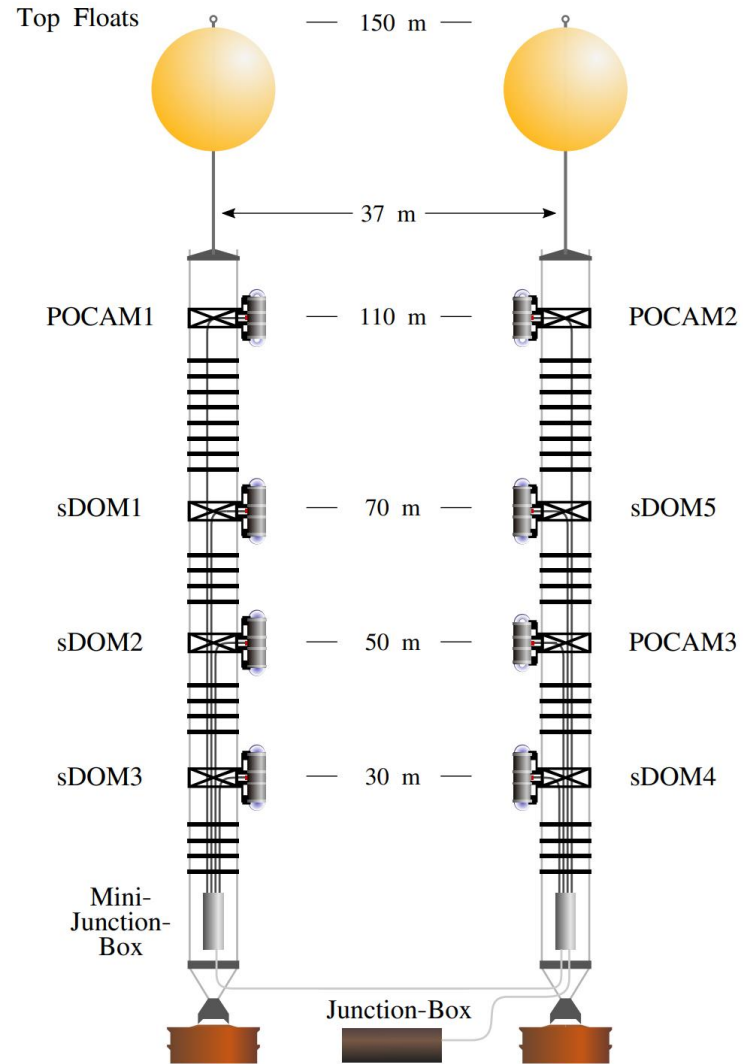 Top Floats
150 m
37 m
POCAM1
110 m
POCAM2
sDOM1
70 m
sDOM5
sDOM2
50 m
POCAM3
sDOM3
30 m
sDOM4
Mini-
Junction-
Box
Junction-Box